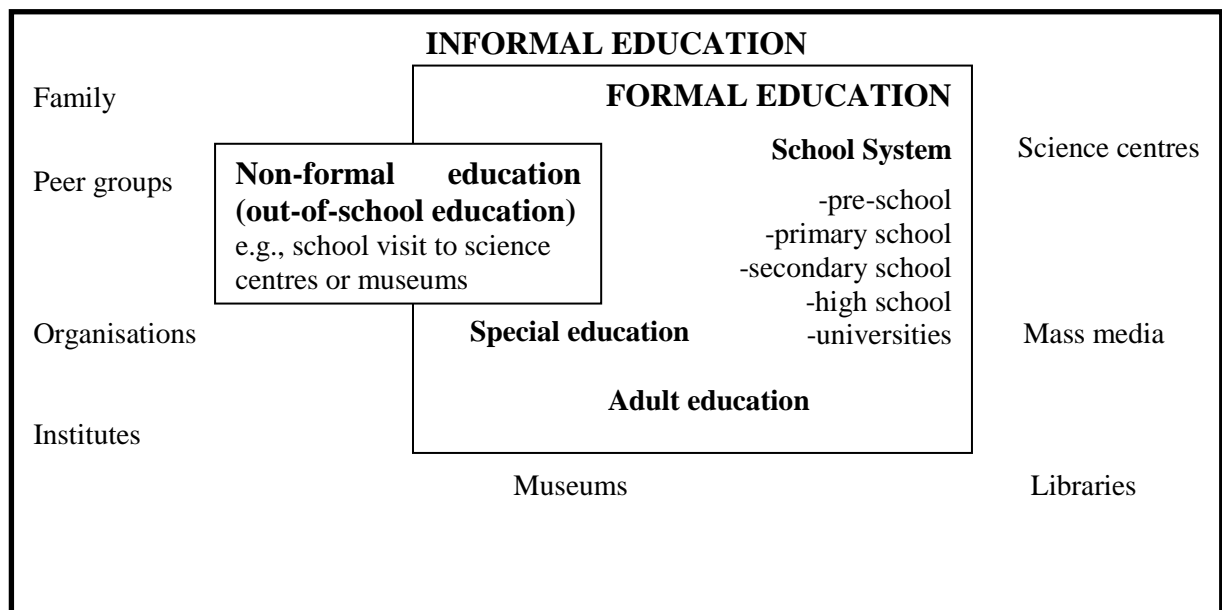 INFORMAL EDUCATION
Family
Peer groups
Organisations
Institutes
Non-formal education
(out-of-school education)
e.g., school visit to science
centres or museums
FORMAL EDUCATION
School System
-pre-school
-primary school
-secondary school
-high school
-universities
Special education
Adult education
Science centres
Mass media
Museums
Libraries